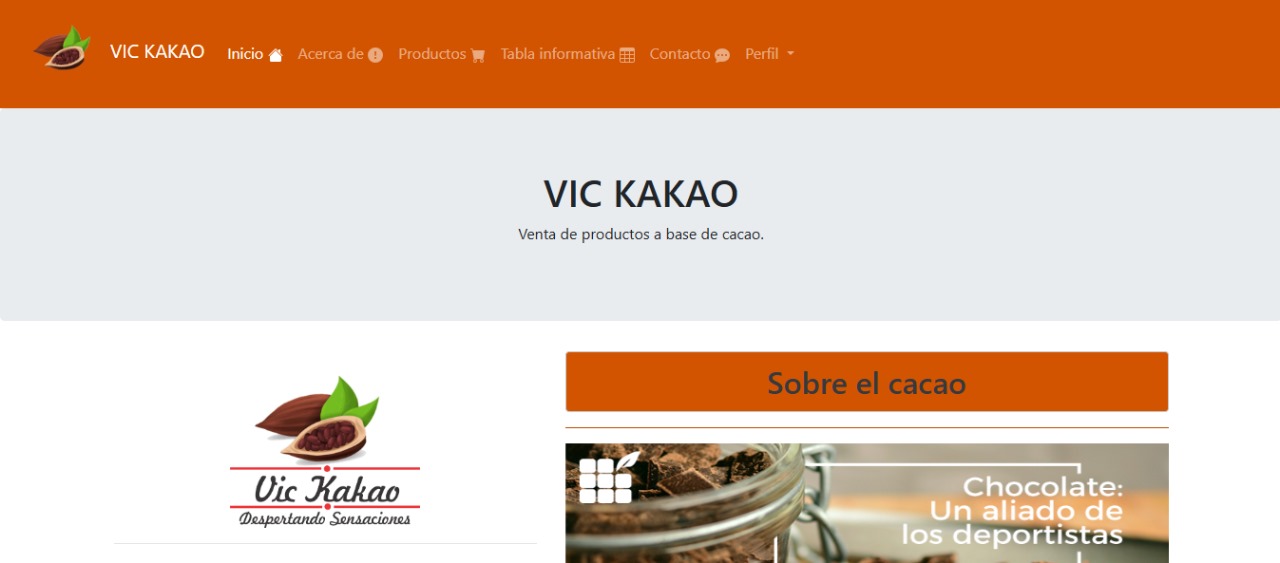 VIC KAKAO Inicio Acerca de Productos Tabla informativa Contacto Perfil
VIC KAKAO
Venta de productos a base de cacao.
Vic Kakao
Despertando Sensaciones
Sobre el cacao
Chocolate:
Un aliado de
los deportistas